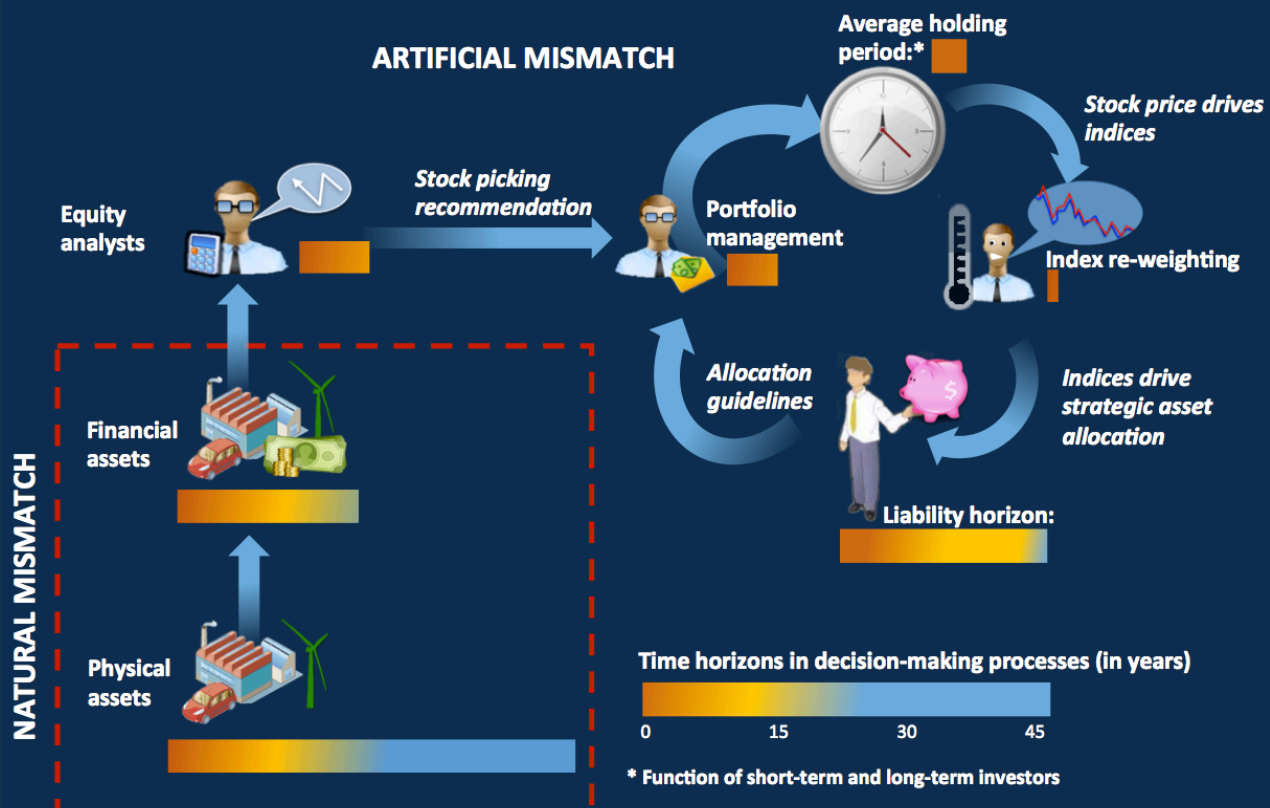 ARTIFICIAL MISMATCH
Average holding
period:*
Stock price drives
indices
Equity
analysts
Stock picking
recommendation
Portfolio
management
Index re-weighting
Financial
assets
Allocation
guidelines
Indices drive
strategic asset
allocation
Liability horizon:
NATURAL MISMATCH
Physical
assets
Time horizons in decision-making processes (in years)
0 15 30 45
* Function of short-term and long-term investors